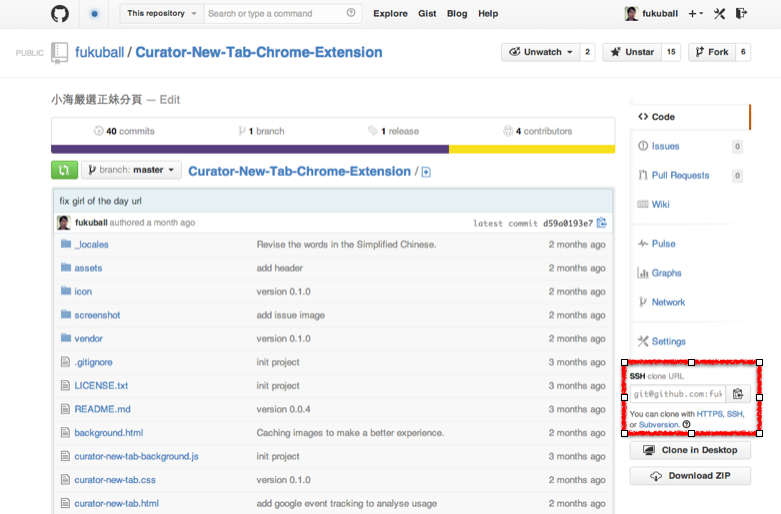 This repository Search or type a command Explore Gist Blog Help fukuball
PUBLIC fukuball / Curator-New-Tab-Chrome-Extension Unwatch 2 Unstar 15 Fork 6
小海嚴選正妹分頁 — Edit
40 commits 1 branch 1 release 4 contributors
branch: master Curator-New-Tab-Chrome-Extension /
fix girl of the day url
fukuball authored a month ago latest commit d59a0193e7
_locales Revise the words in the Simplified Chinese. 2 months ago
assets add header 2 months ago
icon version 0.1.0 2 months ago
screenshot add issue image 2 months ago
vendor version 0.1.0 2 months ago
.gitignore init project 3 months ago
LICENSE.txt init project 3 months ago
README.md version 0.0.4 3 months ago
background.html Caching images to make a better experience. 2 months ago
curator-new-tab-background.js init project 3 months ago
curator-new-tab.css version 0.1.0 2 months ago
curator-new-tab.html add google event tracking to analyse usage 2 months ago
Code
Issues 0
Pull Requests 0
Wiki
Pulse
Graphs
Network
Settings
SSH clone URL
git@github.com:fuk
You can clone with HTTPS, SSH,
or Subversion.
Clone in Desktop
Download ZIP